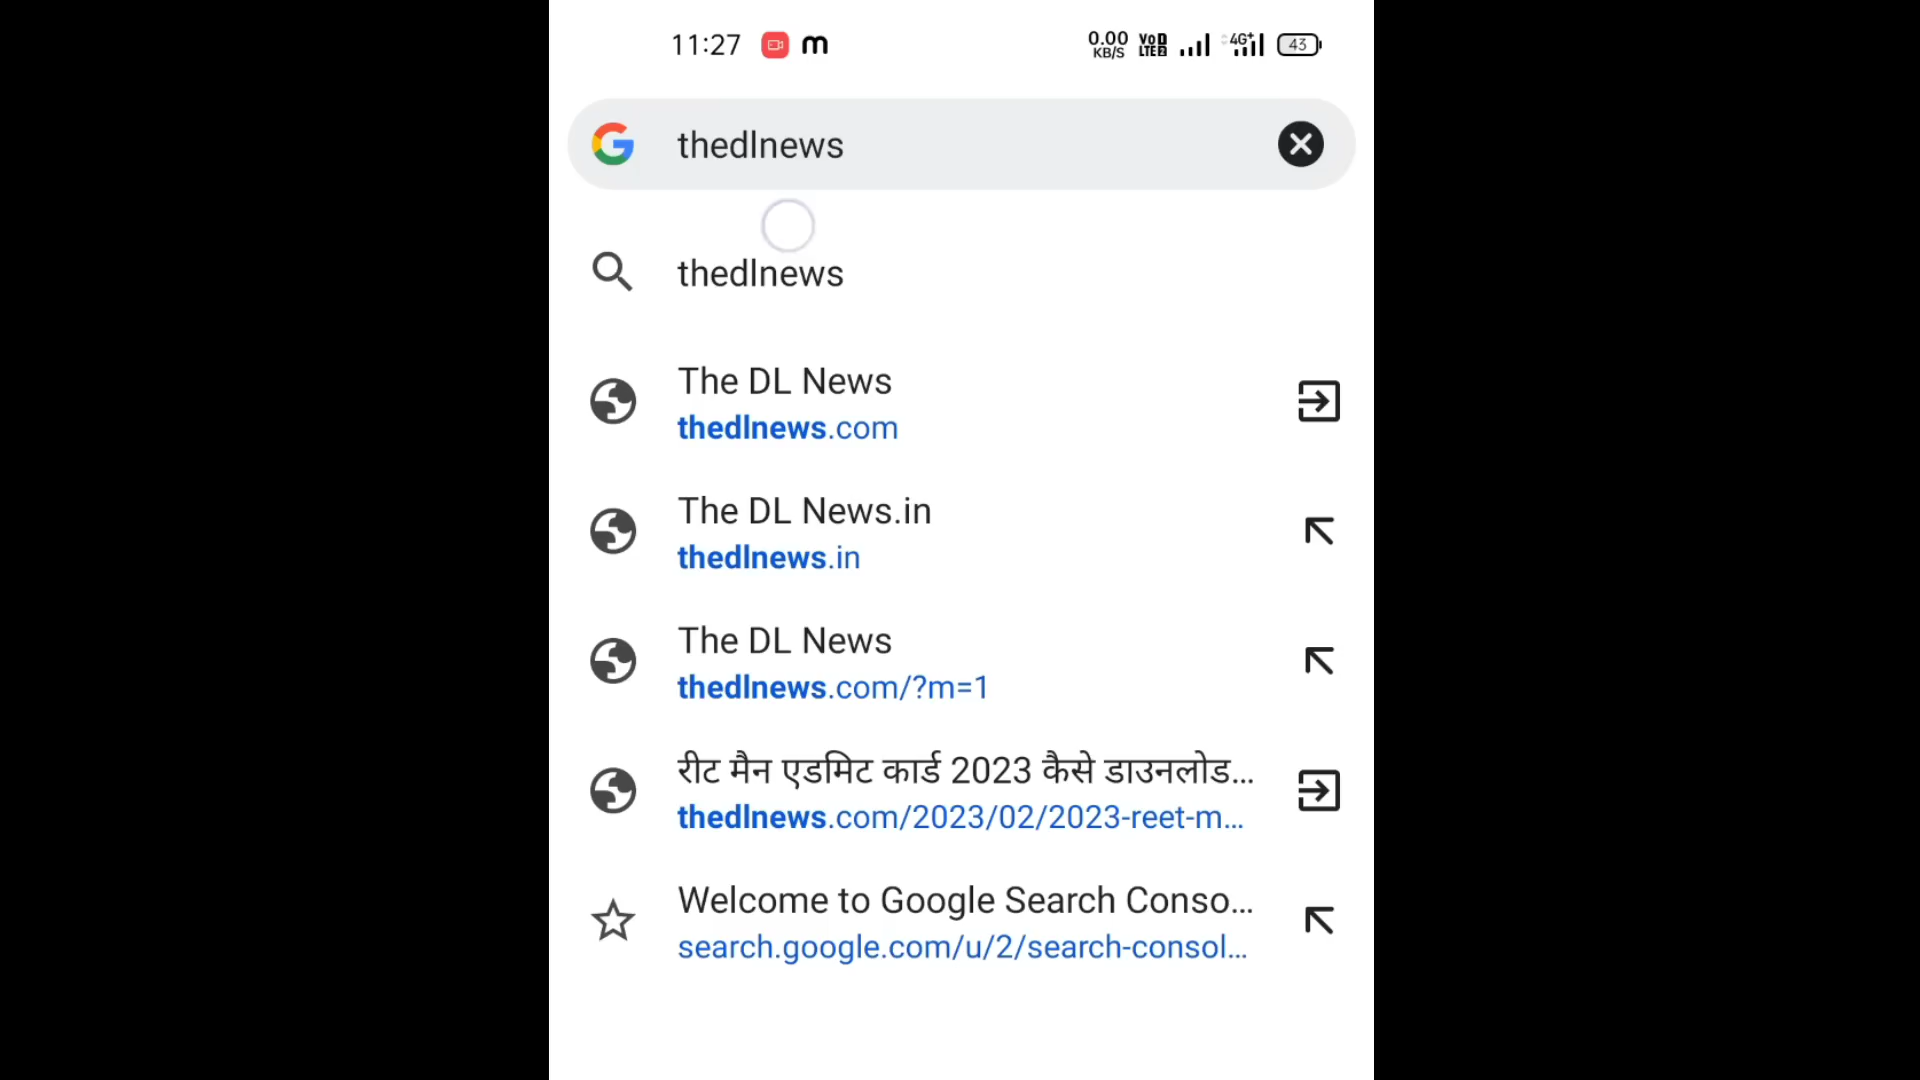 11:27 m 0.00 KB/S VoD LTE2 4G+ 43
thedlnews
thedlnews
The DL News
thedlnews.com
The DL News.in
thedlnews.in
The DL News
thedlnews.com/?m=1
रीट मैन एडमिट कार्ड 2023 कैसे डाउनलोड...
thedlnews.com/2023/02/2023-reet-m...
Welcome to Google Search Conso...
search.google.com/u/2/search-consol...